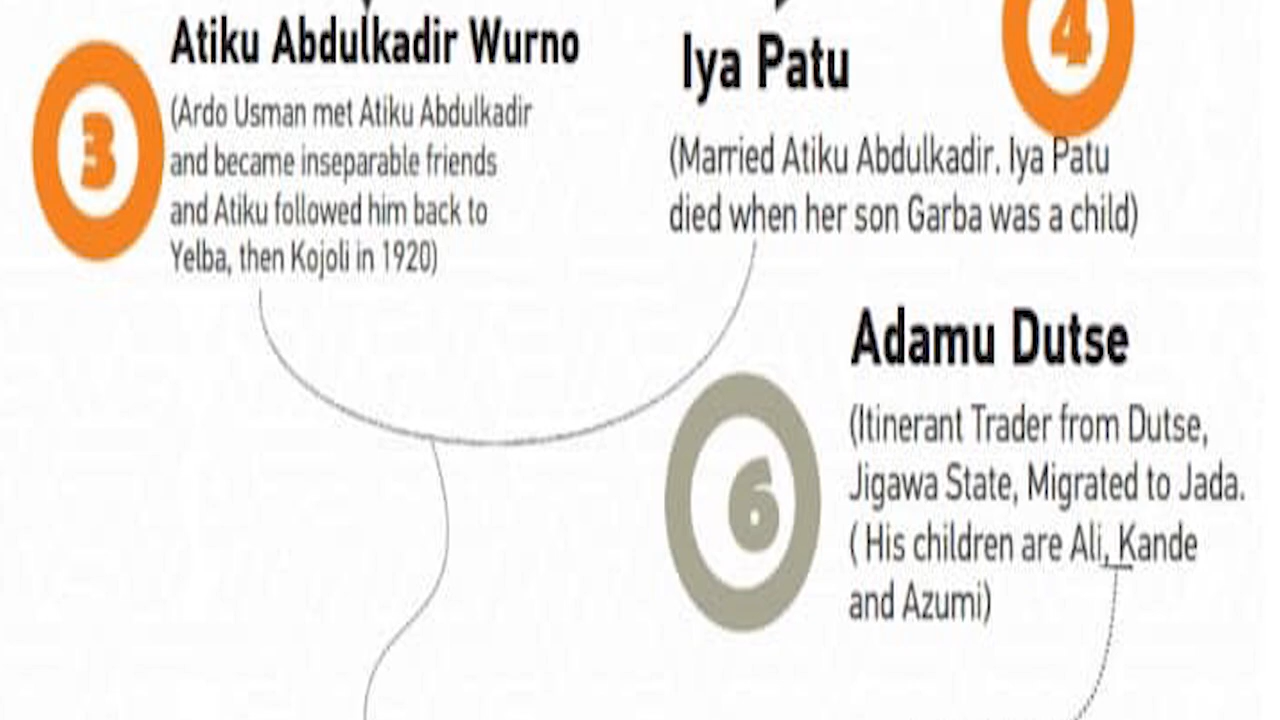 Atiku Abdulkadir Wurno
3
(Ardo Usman met Atiku Abdulkadir
and became inseparable friends
and Atiku followed him back to
Yelba, then Kojoli in 1920)
4
Iya Patu
(Married Atiku Abdulkadir. Iya Patu
died when her son Garba was a child)
Adamu Dutse
6
(Itinerant Trader from Dutse,
Jigawa State, Migrated to Jada.
( His children are Ali, Kande
and Azumi)